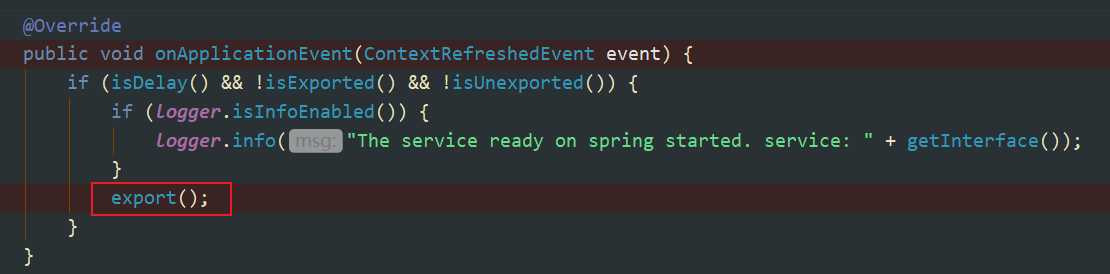 @Override
public void onApplicationEvent(ContextRefreshedEvent event) {
    if (isDelay() && !isExported() && !isUnexported()) {
        if (logger.isInfoEnabled()) {
            logger.info( msg: "The service ready on spring started. service: " + getInterface());
        }
        export();
    }
}